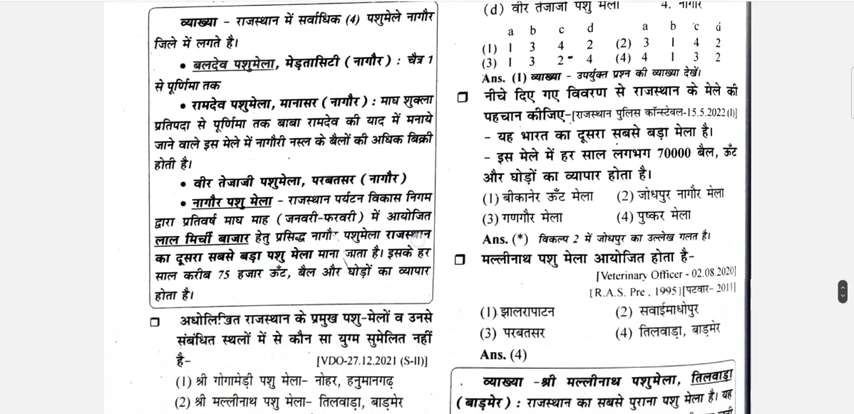 व्याख्या - राजस्थान में सर्वाधिक (4) पशुमेले नागौर
जिले में लगते है।
• बलदेव पशुमेला, मेड़तासिटी ( नागौर ) : चैत्र 1
से पूर्णिमा तक
• रामदेव पशुमेला, मानासर ( नागौर ) : माघ शुक्ला
प्रतिपदा से पूर्णिमा तक बाबा रामदेव की याद में मनाये
जाने वाले इस मेले में नागौरी नस्ल के बैलों की अधिक बिक्री
होती है।
• वीर तेजाजी पशुमेला, परबतसर ( नागौर )
• नागौर पशु मेला - राजस्थान पर्यटन विकास निगम
द्वारा प्रतिवर्ष माघ माह ( जनवरी-फरवरी ) में आयोजित
लाल मिर्ची बाजार हेतु प्रसिद्ध नागौर पशुमेला राजस्थान
का दूसरा सबसे बड़ा पशु मेला माना जाता है। इसके हर
साल करीब 75 हजार ऊँट, बैल और घोड़ों का व्यापार
होता है।
अधोलिखित राजस्थान के प्रमुख पशु-मेलों व उनसे
संबंधित स्थलों में से कौन सा युग्म सुमेलित नहीं
है- [VDO-27.12.2021 (S-II)]
(1) श्री गोगामेड़ी पशु मेला- नोहर, हनुमानगढ़
(2) श्री मल्लीनाथ पशु मेला- तिलवाड़ा, बाड़मेर
(d) वीर तेजाजी पशु मेला 4. नागौर
a b c d a b c d
(1) 1 3 4 2 (2) 3 1 4 2
(3) 1 3 2 4 (4) 4 1 3 2
Ans. (1) व्याख्या - उपर्युक्त प्रश्न की व्याख्या देखें।
नीचे दिए गए विवरण से राजस्थान के मेले की
पहचान कीजिए-[राजस्थान पुलिस कॉन्स्टेबल-15.5.2022(I)]
- यह भारत का दूसरा सबसे बड़ा मेला है।
- इस मेले में हर साल लगभग 70000 बैल, ऊँट
और घोड़ों का व्यापार होता है।
(1) बीकानेर ऊँट मेला (2) जोधपुर नागौर मेला
(3) गणगौर मेला (4) पुष्कर मेला
Ans. (*) विकल्प 2 में जोधपुर का उल्लेख गलत है।
मल्लीनाथ पशु मेला आयोजित होता है-
[Veterinary Officer - 02.08.2020]
[R.A.S. Pre. 1995][पटवार- 2011]
(1) झालरापाटन (2) सवाईमाधोपुर
(3) परबतसर (4) तिलवाड़ा, बाड़मेर
Ans. (4)
व्याख्या -श्री मल्लीनाथ पशुमेला, तिलवाड़ा
( बाड़मेर ) : राजस्थान का सबसे पुराना पशु मेला है। यह